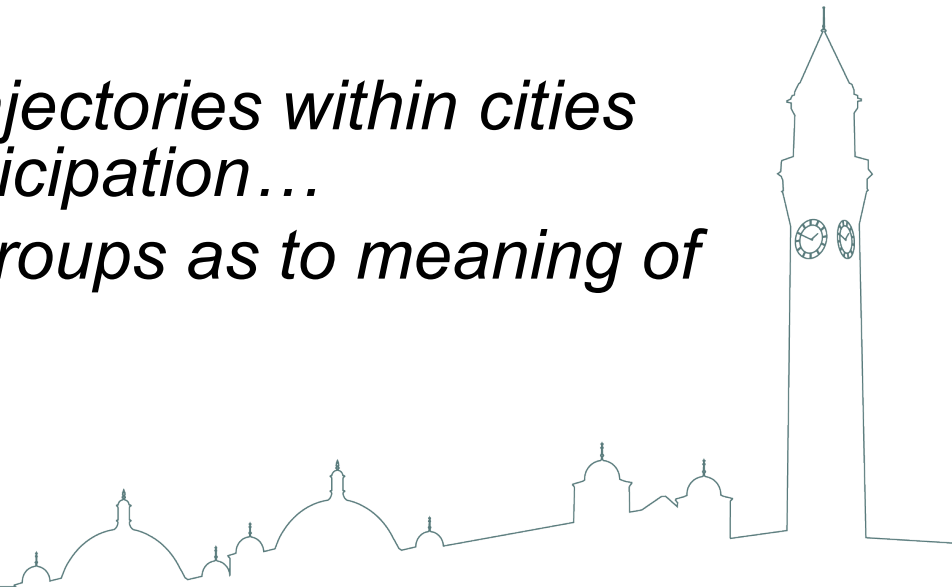 jectories within cities
icipation…
roups as to meaning of